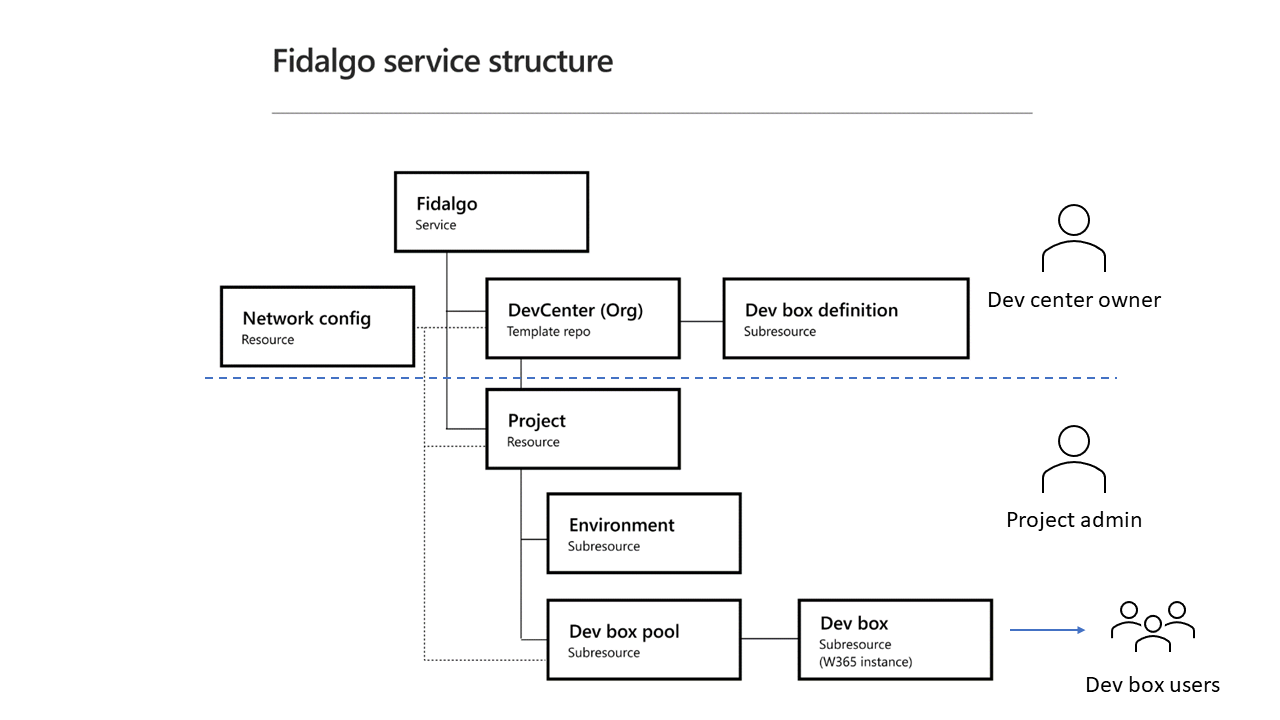 Fidalgo service structure
Fidalgo
Service
Network config
Resource
DevCenter (Org)
Template repo
Dev box definition
Subresource
Dev center owner
Project
Resource
Project admin
Environment
Subresource
Dev box pool
Subresource
Dev box
Subresource
(W365 instance)
Dev box users